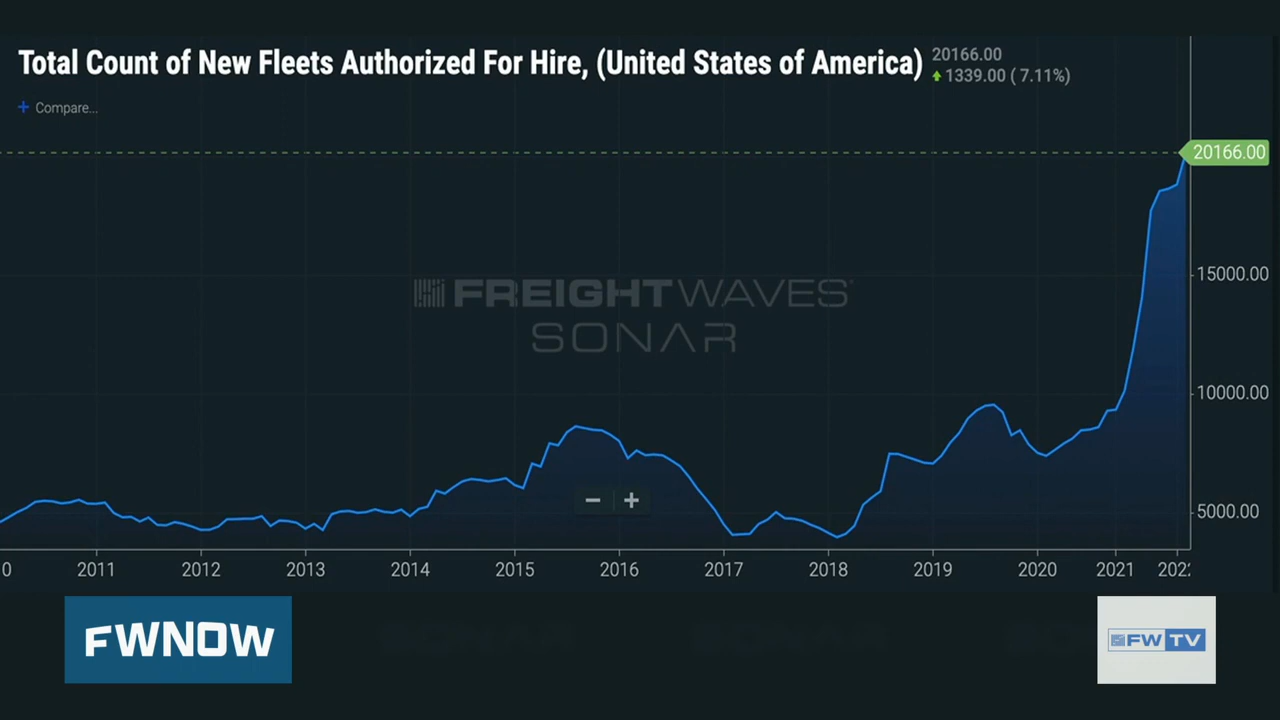 Total Count of New Fleets Authorized For Hire, (United States of America)
20166.00
1339.00 ( 7.11%)
+ Compare...
20166.00
15000.00
FREIGHTWAVES
SONAR
10000.00
− +
5000.00
0 2011 2012 2013 2014 2015 2016 2017 2018 2019 2020 2021 202
FWNOW
FW TV